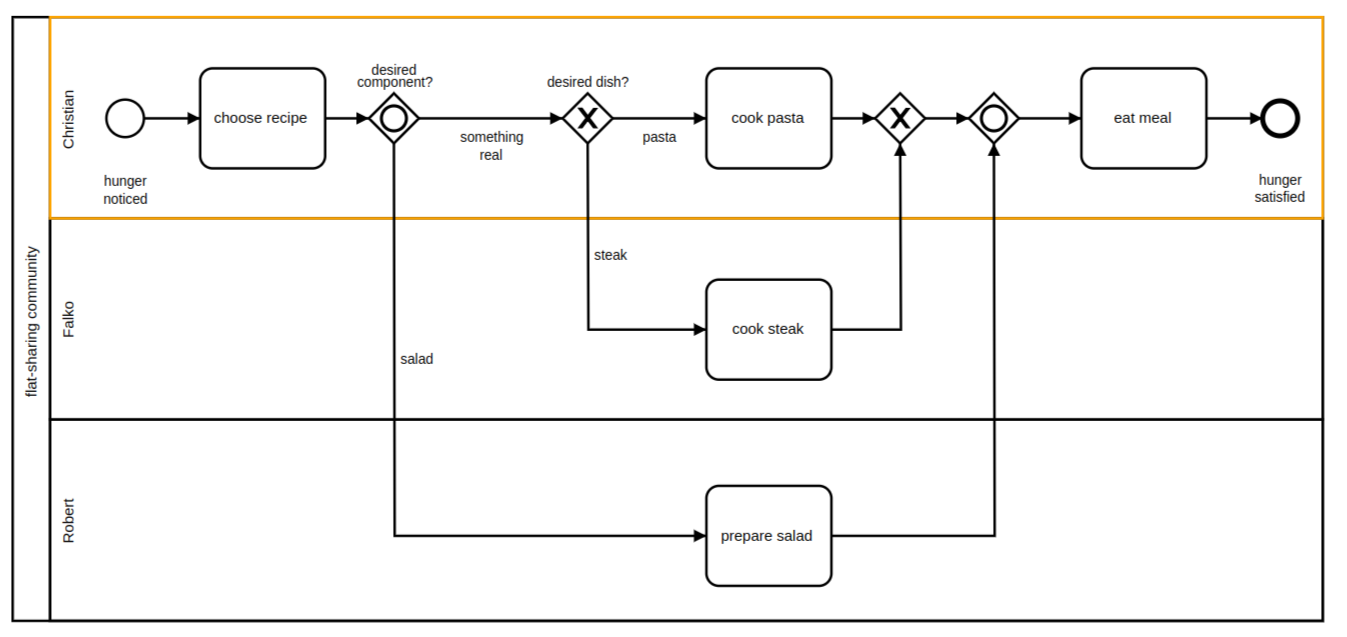 flat-sharing community
Christian
hunger
noticed
choose recipe
desired
component?
something
real
desired dish?
pasta
cook pasta
X
X
eat meal
hunger
satisfied
Falko
steak
cook steak
salad
Robert
prepare salad